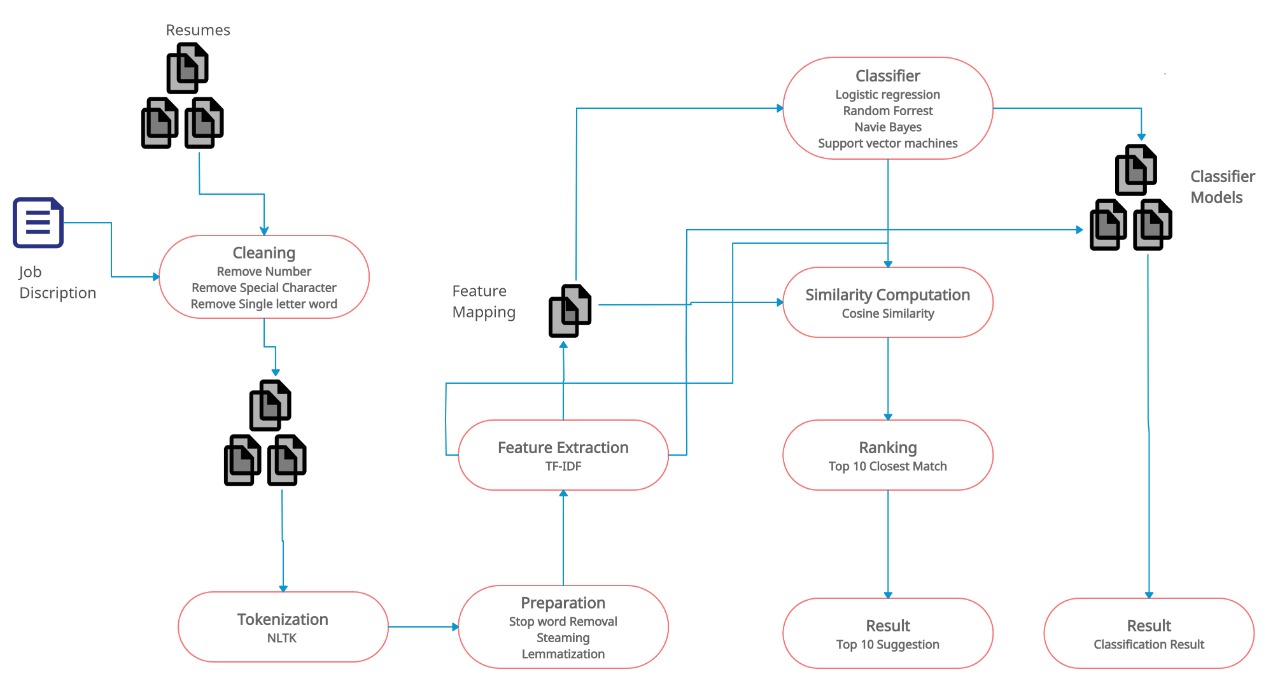 Resumes
Job
Discription
Cleaning
Remove Number
Remove Special Character
Remove Single letter word
Tokenization
NLTK
Preparation
Stop word Removal
Steaming
Lemmatization
Feature Extraction
TF-IDF
Feature
Mapping
Classifier
Logistic regression
Random Forrest
Navie Bayes
Support vector machines
Similarity Computation
Cosine Similarity
Ranking
Top 10 Closest Match
Result
Top 10 Suggestion
Classifier
Models
Result
Classification Result